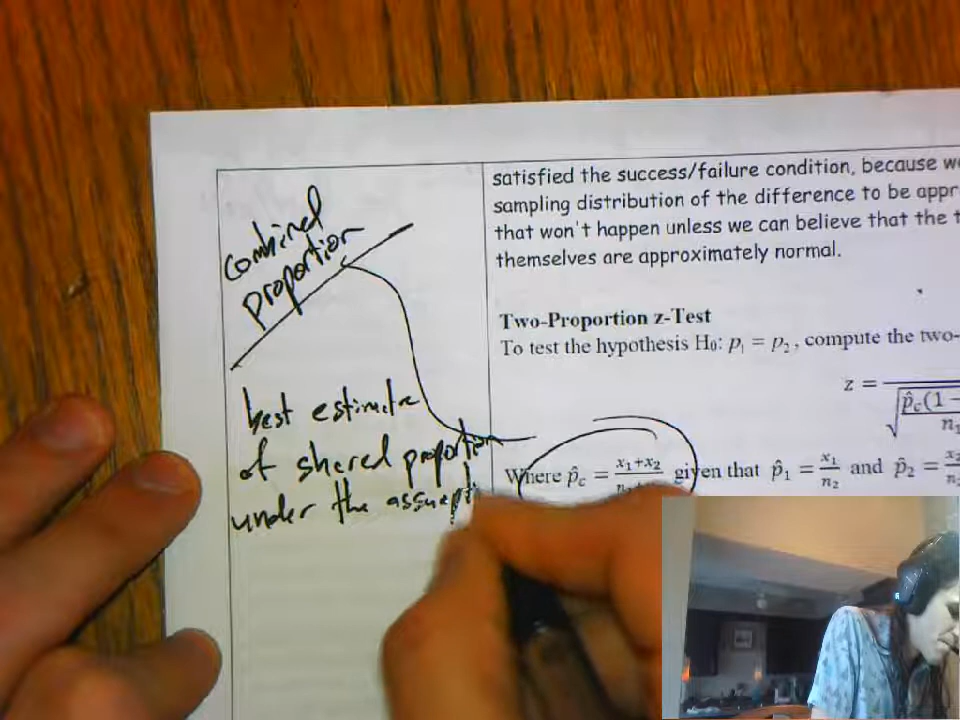 satisfied the success/failure condition, because we
sampling distribution of the difference to be appr
that won't happen unless we can believe that the t
themselves are approximately normal.
combined
proportion
Two-Proportion z-Test
To test the hypothesis H₀: p₁ = p₂, compute the two-
z =
p̂c(1 −
n₁
best estimate
of shared proportion
under the assumpt
Where p̂c = x₁+x₂ given that p̂₁ = x₁/n₂ and p̂₂ =